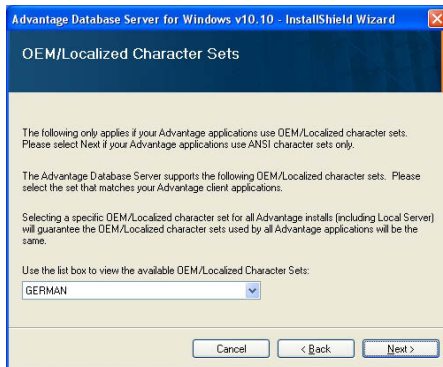 Advantage Database Server for Windows v10.10 - InstallShield Wizard
OEM/Localized Character Sets
The following only applies if your Advantage applications use OEM/Localized character sets.
Please select Next if your Advantage applications use ANSI character sets only.
The Advantage Database Server supports the following OEM/Localized character sets. Please
select the set that matches your Advantage client applications.
Selecting a specific OEM/Localized character set for all Advantage installs (including Local Server)
will guarantee the OEM/Localized character sets used by all Advantage applications will be the
same.
Use the list box to view the available OEM/Localized Character Sets:
GERMAN
Cancel < Back Next >